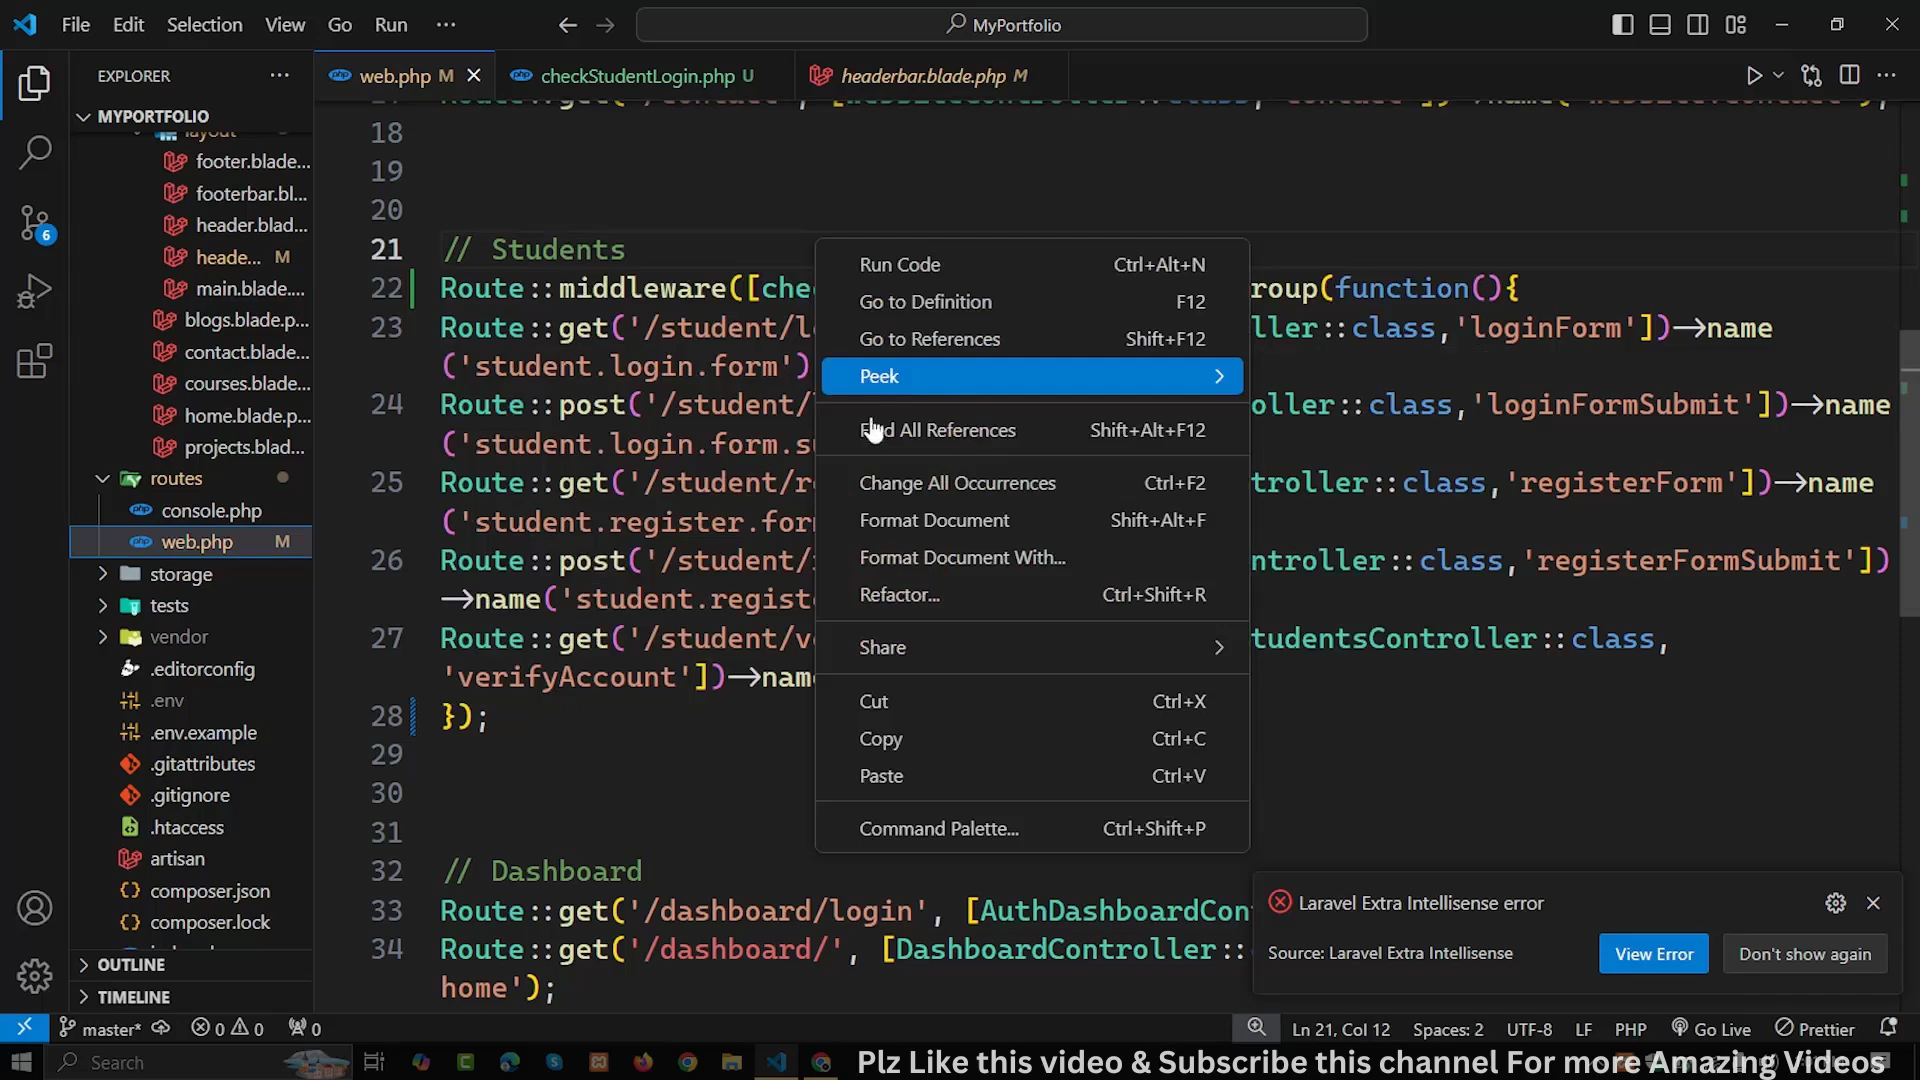 File Edit Selection View Go Run ···
MyPortfolio
EXPLORER ···
web.php M
checkStudentLogin.php U
headerbar.blade.php M
MYPORTFOLIO
layout
footer.blade...
footerbar.bl...
header.blad...
heade... M
main.blade....
blogs.blade.p...
contact.blade...
courses.blade...
home.blade.p...
projects.blad...
routes
console.php
web.php M
storage
tests
vendor
.editorconfig
.env
.env.example
.gitattributes
.gitignore
.htaccess
artisan
composer.json
composer.lock
OUTLINE
TIMELINE
6
18
19
20
21 // Students
22 Route::middleware([che roup(function(){
23 Route::get('/student/l ller::class,'loginForm'])->name
('student.login.form')
24 Route::post('/student/ oller::class,'loginFormSubmit'])->name
('student.login.form.s
25 Route::get('/student/r troller::class,'registerForm'])->name
('student.register.for
26 Route::post('/student/ ntroller::class,'registerFormSubmit'])
->name('student.regist
27 Route::get('/student/v tudentsController::class,
'verifyAccount'])->nam
28 });
29
30
31
32 // Dashboard
33 Route::get('/dashboard/login', [AuthDashboardCon
34 Route::get('/dashboard/', [DashboardController::
home');
Run Code Ctrl+Alt+N
Go to Definition F12
Go to References Shift+F12
Peek
Find All References Shift+Alt+F12
Change All Occurrences Ctrl+F2
Format Document Shift+Alt+F
Format Document With...
Refactor... Ctrl+Shift+R
Share
Cut Ctrl+X
Copy Ctrl+C
Paste Ctrl+V
Command Palette... Ctrl+Shift+P
Laravel Extra Intellisense error
Source: Laravel Extra Intellisense
View Error
Don't show again
master* 0 0 0
Ln 21, Col 12 Spaces: 2 UTF-8 LF PHP Go Live Prettier
Search
Plz Like this video & Subscribe this channel For more Amazing Videos